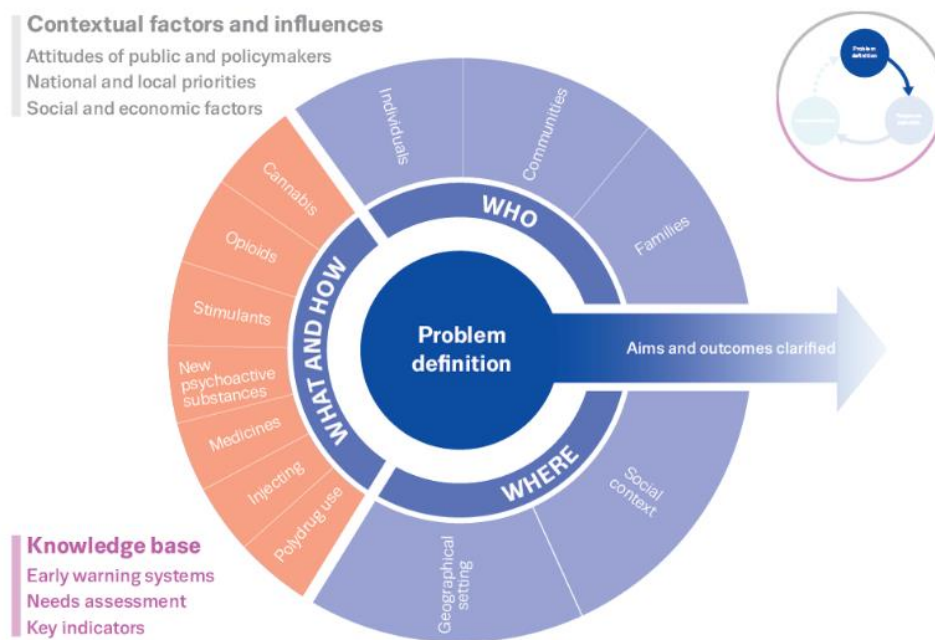 Contextual factors and influences
Attitudes of public and policymakers
National and local priorities
Social and economic factors
Problem
definition
Individuals
Communities
Families
WHO
Cannabis
Opioids
Stimulants
New
psychoactive
substances
Medicines
Injecting
Polydrug use
WHAT AND HOW
Problem
definition
Aims and outcomes clarified
WHERE
Social
context
Geographical
setting
Knowledge base
Early warning systems
Needs assessment
Key indicators